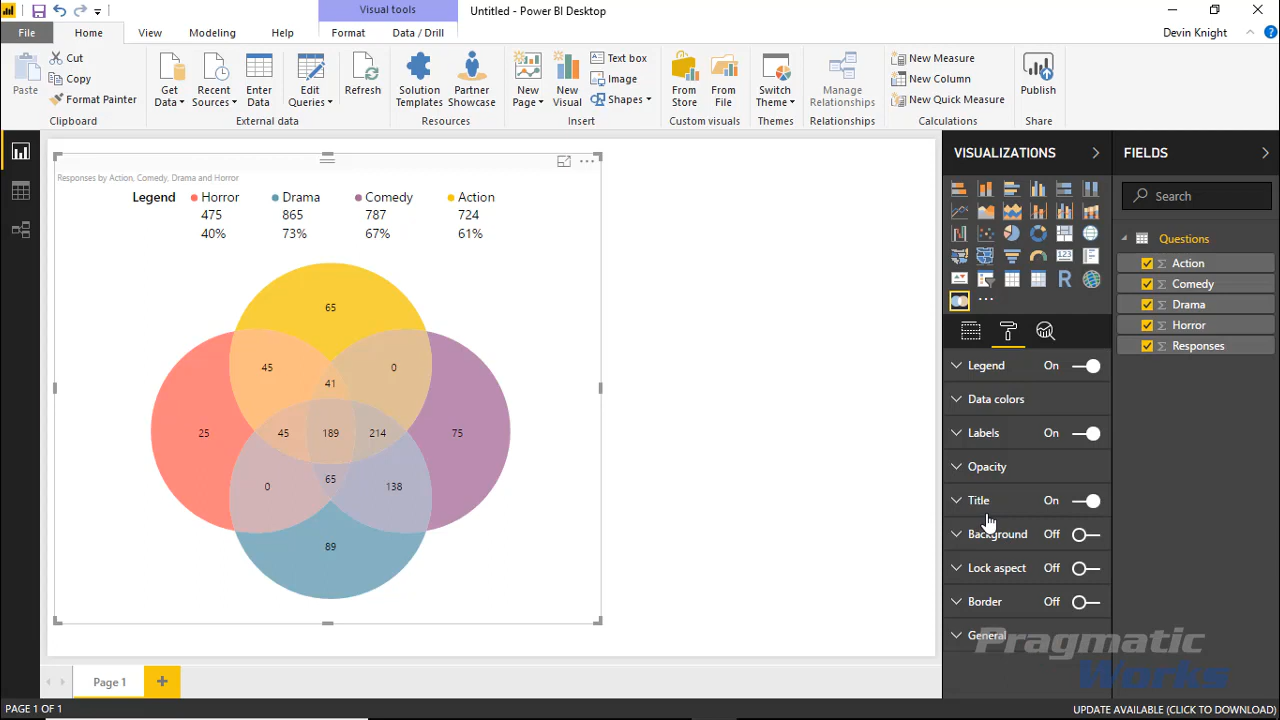 Visual tools
Untitled - Power BI Desktop
File
Home
View
Modeling
Help
Format
Data / Drill
Devin Knight
Paste
Cut
Copy
Format Painter
Clipboard
Get Data
Recent Sources
Enter Data
Edit Queries
Refresh
External data
Solution Templates
Partner Showcase
Resources
New Page
New Visual
Text box
Image
Shapes
Insert
From Store
From File
Custom visuals
Switch Theme
Themes
Manage Relationships
Relationships
New Measure
New Column
New Quick Measure
Calculations
Publish
Share
Responses by Action, Comedy, Drama and Horror
Legend Horror Drama Comedy Action
475 865 787 724
40% 73% 67% 61%
65
45 0
41
25 45 189 214 75
65
0 138
89
VISUALIZATIONS
Legend On
Data colors
Labels On
Opacity
Title On
Background Off
Lock aspect Off
Border Off
General
FIELDS
Search
Questions
Action
Comedy
Drama
Horror
Responses
Pragmatic
Works
Page 1
PAGE 1 OF 1
UPDATE AVAILABLE (CLICK TO DOWNLOAD)